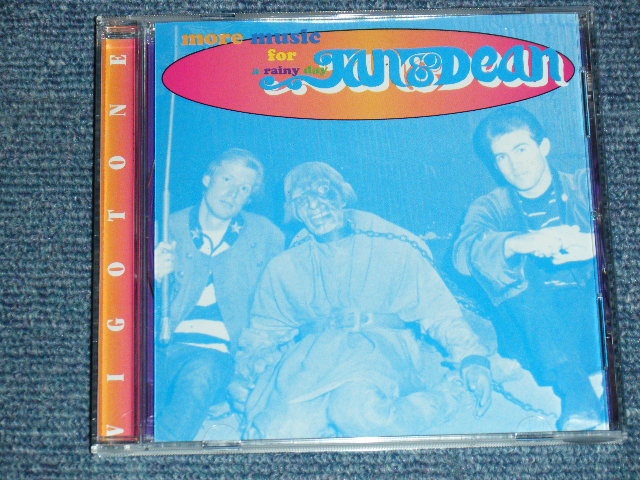 more music
for
a rainy day
Jan & Dean
VIGOTONE